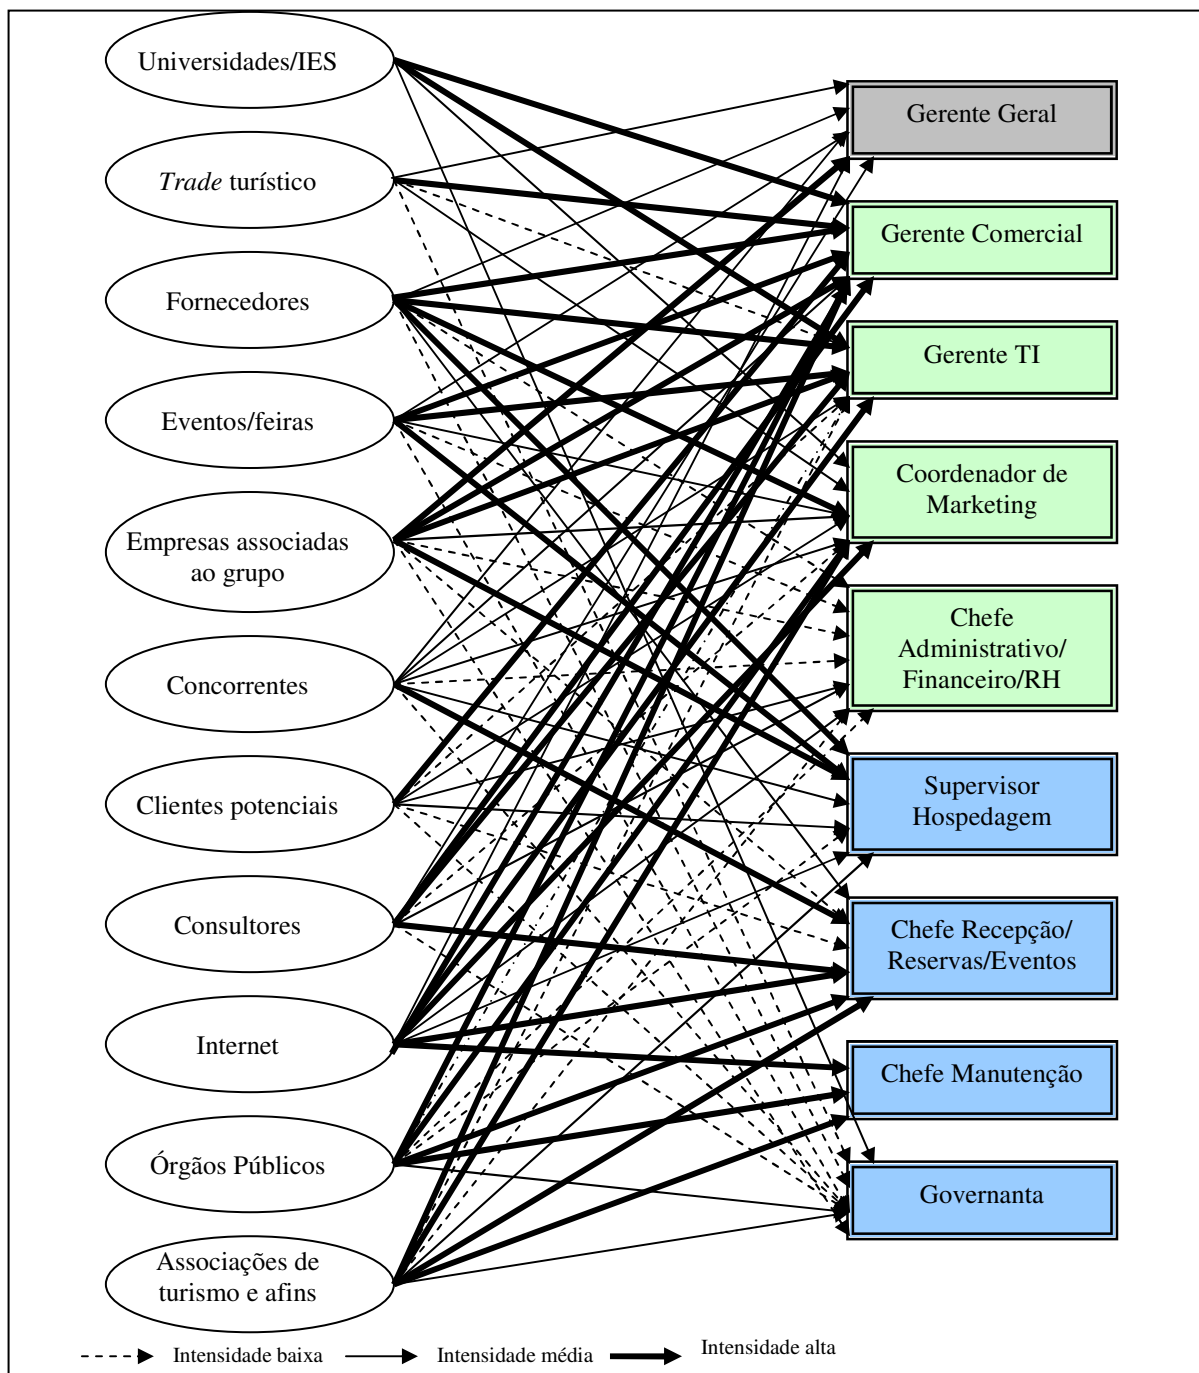 Universidades/IES
Trade turístico
Fornecedores
Eventos/feiras
Empresas associadas
ao grupo
Concorrentes
Clientes potenciais
Consultores
Internet
Órgãos Públicos
Associações de
turismo e afins
Gerente Geral
Gerente Comercial
Gerente TI
Coordenador de
Marketing
Chefe
Administrativo/
Financeiro/RH
Supervisor
Hospedagem
Chefe Recepção/
Reservas/Eventos
Chefe Manutenção
Governanta
Intensidade baixa
Intensidade média
Intensidade alta